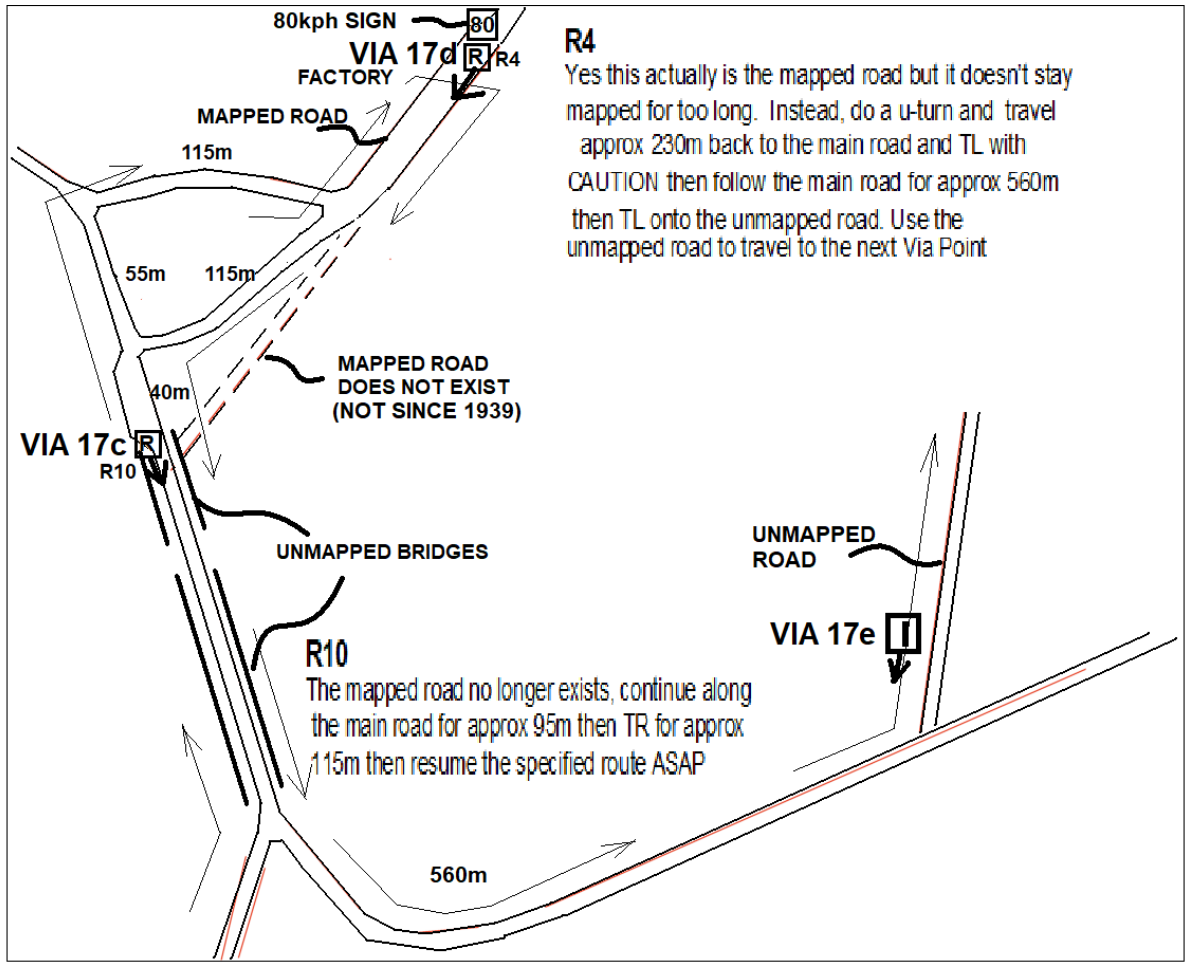 80kph SIGN
80
VIA 17d R R4
FACTORY
MAPPED ROAD
115m
R4
Yes this actually is the mapped road but it doesn't stay
mapped for too long. Instead, do a u-turn and travel
approx 230m back to the main road and TL with
CAUTION then follow the main road for approx 560m
then TL onto the unmapped road. Use the
unmapped road to travel to the next Via Point
55m
115m
MAPPED ROAD
DOES NOT EXIST
(NOT SINCE 1939)
40m
VIA 17c R
R10
UNMAPPED BRIDGES
UNMAPPED
ROAD
VIA 17e I
R10
The mapped road no longer exists, continue along
the main road for approx 95m then TR for approx
115m then resume the specified route ASAP
560m